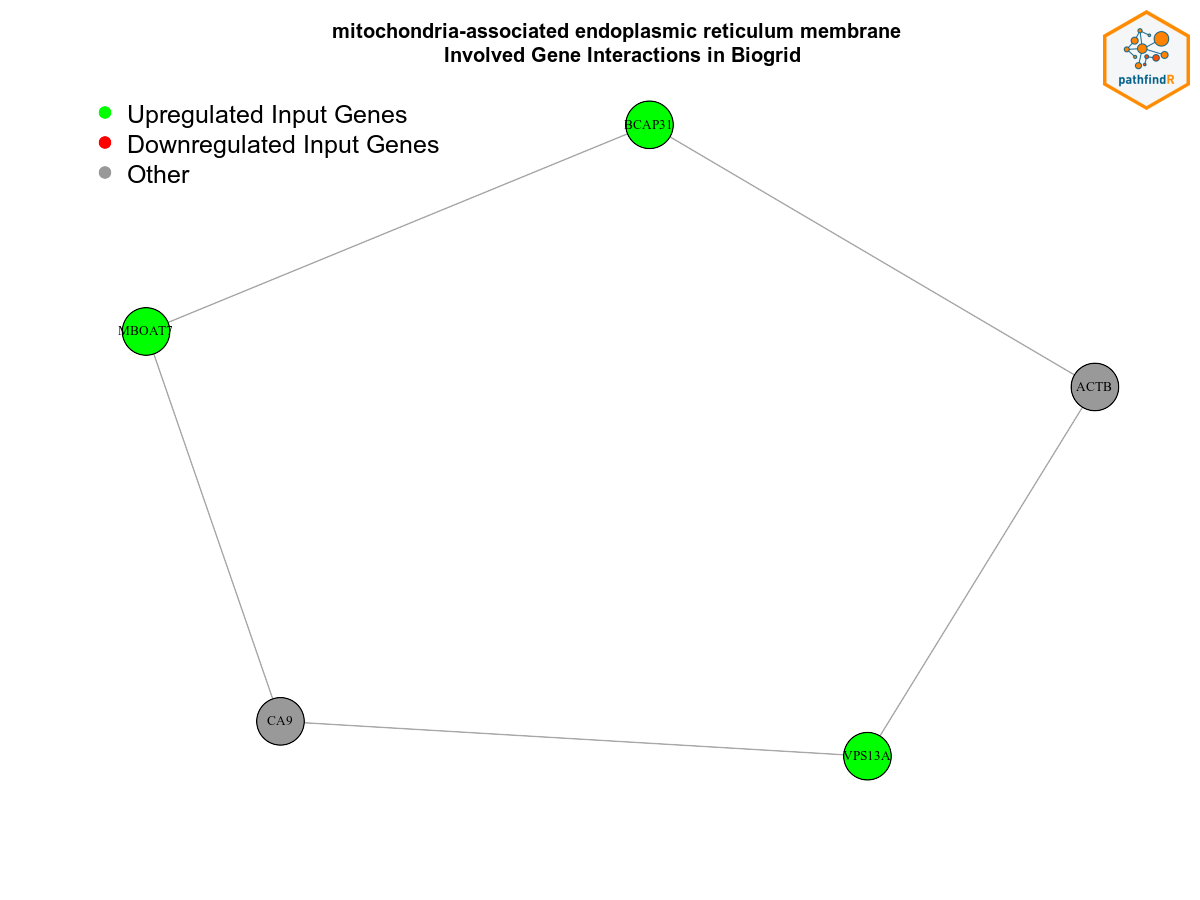 mitochondria-associated endoplasmic reticulum membrane
Involved Gene Interactions in Biogrid
pathfindR
Upregulated Input Genes
Downregulated Input Genes
Other
BCAP31
MBOAT7
ACTB
CA9
VPS13A